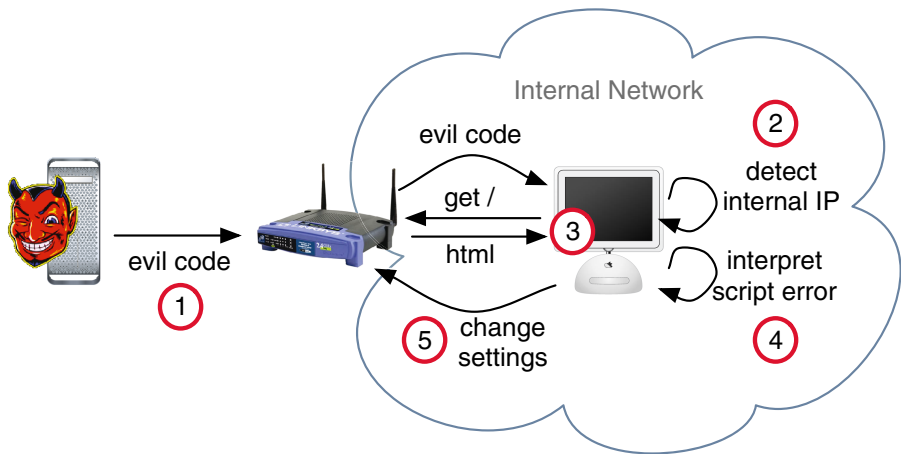 Internal Network
evil code
2
detect
internal IP
get /
3
html
evil code
1
interpret
script error
4
5
change
settings